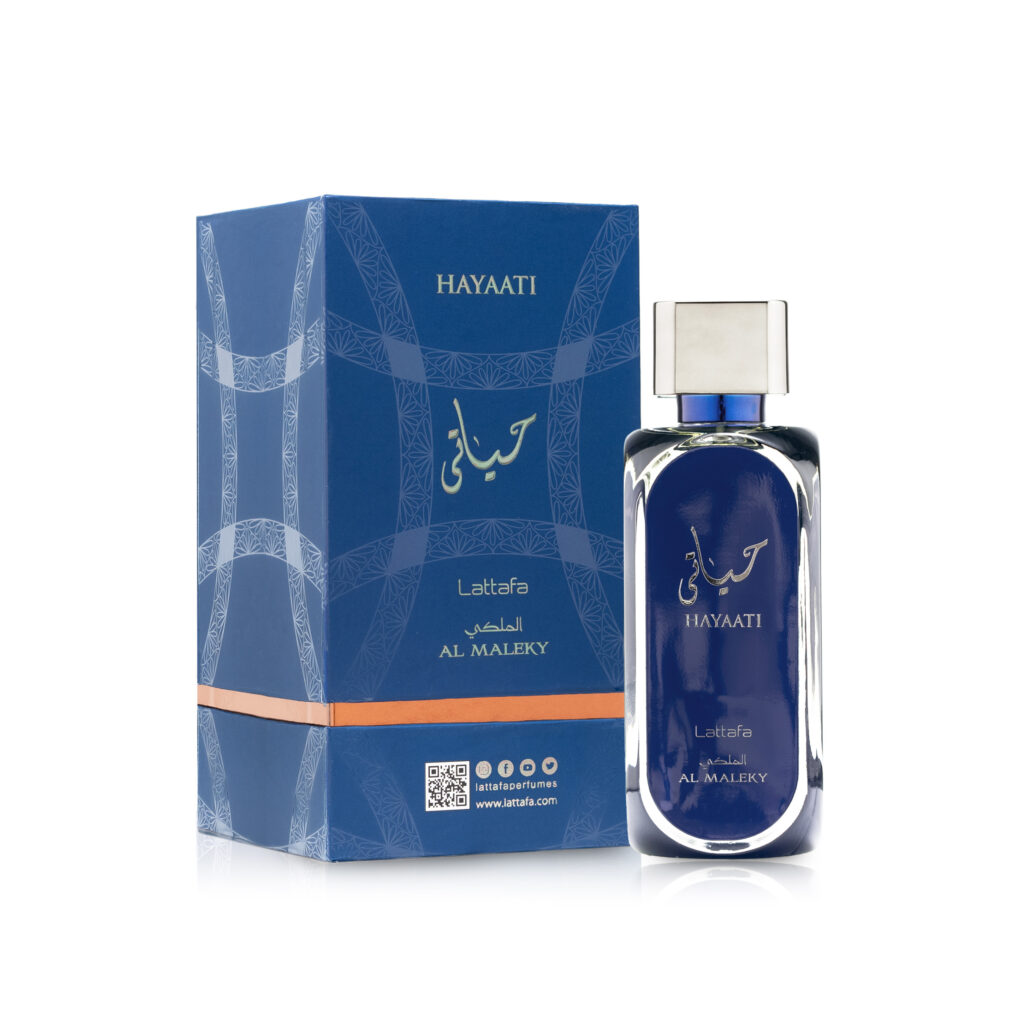 HAYAATI
حياتي
Lattafa
الملكي
AL MALEKY
lattafaperfumes
www.lattafa.com
حياتي
HAYAATI
Lattafa
الملكي
AL MALEKY